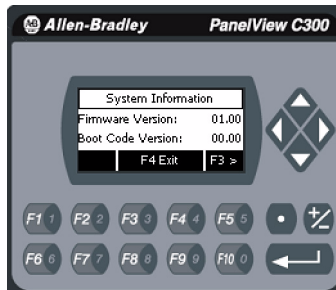 AB Allen-Bradley PanelView C300
System Information
Firmware Version: 01.00
Boot Code Version: 00.00
F4 Exit F3 >
F1 1 F2 2 F3 3 F4 4 F5 5 • +/-
F6 6 F7 7 F8 8 F9 9 F10 0